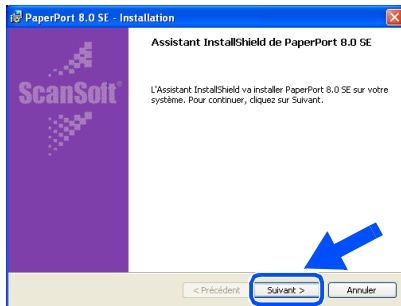 PaperPort 8.0 SE - Installation
Assistant InstallShield de PaperPort 8.0 SE
ScanSoft®
L'Assistant InstallShield va installer PaperPort 8.0 SE sur votre
système. Pour continuer, cliquez sur Suivant.
< Précédent Suivant > Annuler